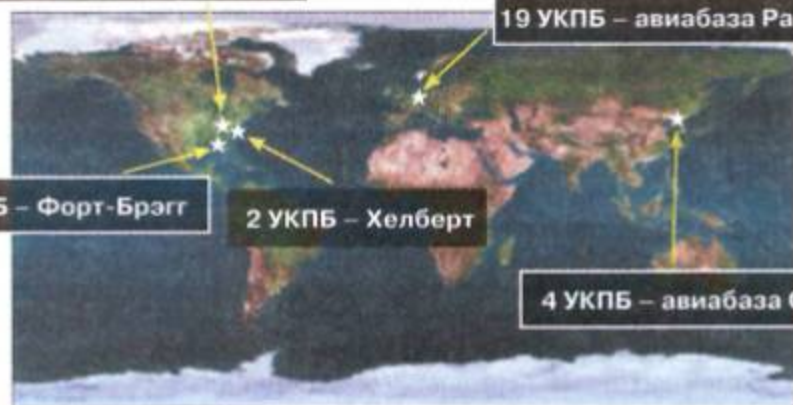 19 УКПБ – авиабаза
– Форт-Брэгг
2 УКПБ – Хелберт
4 УКПБ – авиабаза